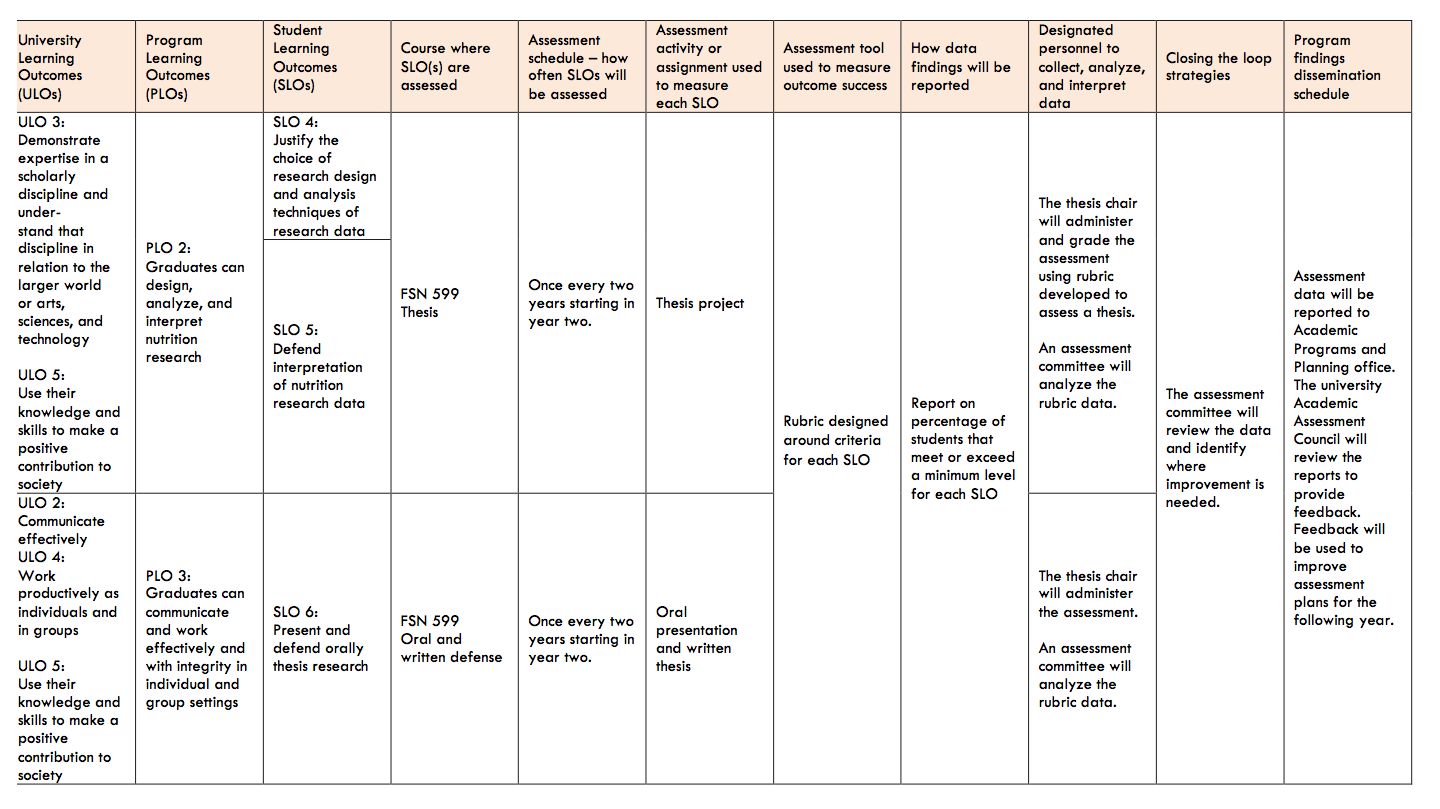 University
Learning
Outcomes
(ULOs)
Program
Learning
Outcomes
(PLOs)
Student
Learning
Outcomes
(SLOs)
Course where
SLO(s) are
assessed
Assessment
schedule – how
often SLOs will
be assessed
Assessment
activity or
assignment used
to measure
each SLO
Assessment tool
used to measure
outcome success
How data
findings will be
reported
Designated
personnel to
collect, analyze,
and interpret
data
Closing the loop
strategies
Program
findings
dissemination
schedule
ULO 3:
Demonstrate
expertise in a
scholarly
discipline and
under-
stand that
discipline in
relation to the
larger world
or arts,
sciences, and
technology
ULO 5:
Use their
knowledge and
skills to make a
positive
contribution to
society
PLO 2:
Graduates can
design,
analyze, and
interpret
nutrition
research
SLO 4:
Justify the
choice of
research design
and analysis
techniques of
research data
SLO 5:
Defend
interpretation
of nutrition
research data
FSN 599
Thesis
Once every two
years starting in
year two.
Thesis project
Rubric designed
around criteria
for each SLO
Report on
percentage of
students that
meet or exceed
a minimum level
for each SLO
The thesis chair
will administer
and grade the
assessment
using rubric
developed to
assess a thesis.
An assessment
committee will
analyze the
rubric data.
The assessment
committee will
review the data
and identify
where
improvement is
needed.
Assessment
data will be
reported to
Academic
Programs and
Planning office.
The university
Academic
Assessment
Council will
review the
reports to
provide
feedback.
Feedback will
be used to
improve
assessment
plans for the
following year.
ULO 2:
Communicate
effectively
ULO 4:
Work
productively as
individuals and
in groups
ULO 5:
Use their
knowledge and
skills to make a
positive
contribution to
society
PLO 3:
Graduates can
communicate
and work
effectively and
with integrity in
individual and
group settings
SLO 6:
Present and
defend orally
thesis research
FSN 599
Oral and
written defense
Once every two
years starting in
year two.
Oral
presentation
and written
thesis
The thesis chair
will administer
the assessment.
An assessment
committee will
analyze the
rubric data.